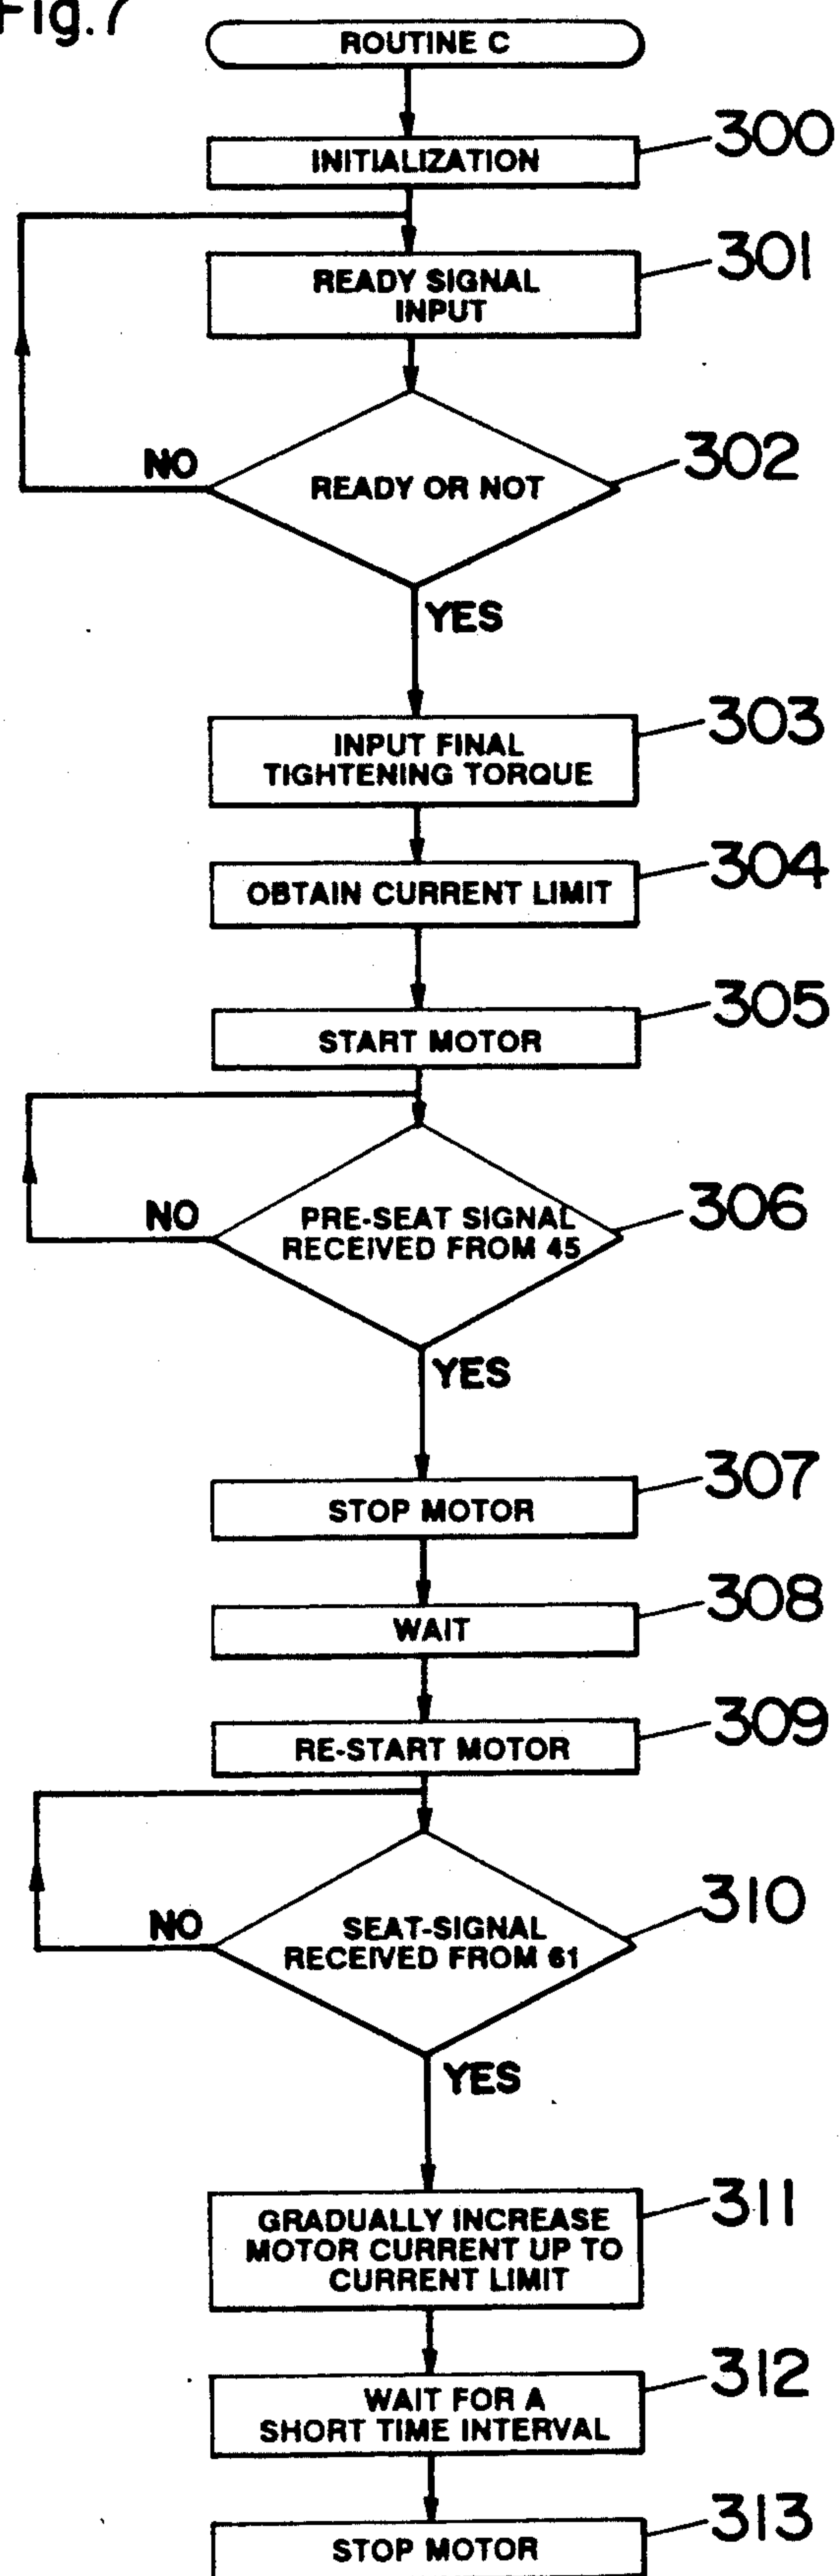 Fig.7
ROUTINE C
INITIALIZATION
300
READY SIGNAL
INPUT
301
READY OR NOT
302
NO
YES
INPUT FINAL
TIGHTENING TORQUE
303
OBTAIN CURRENT LIMIT
304
START MOTOR
305
PRE-SEAT SIGNAL
RECEIVED FROM 45
306
NO
YES
STOP MOTOR
307
WAIT
308
RE-START MOTOR
309
SEAT-SIGNAL
RECEIVED FROM 61
310
NO
YES
GRADUALLY INCREASE
MOTOR CURRENT UP TO
CURRENT LIMIT
311
WAIT FOR A
SHORT TIME INTERVAL
312
STOP MOTOR
313